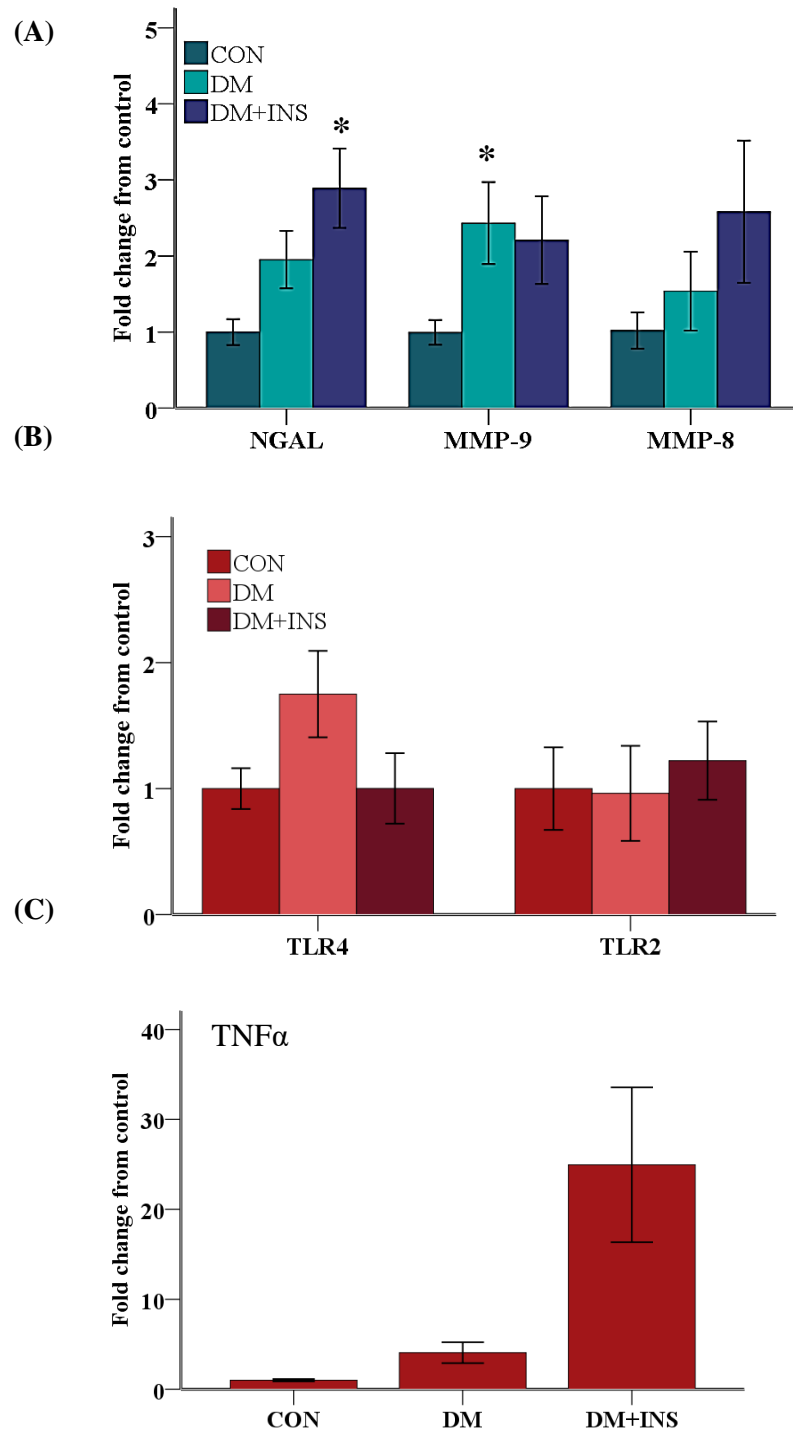 (A)
Fold change from control
5
4
3
2
1
0
CON
DM
DM+INS
*
*
NGAL MMP-9 MMP-8
(B)
Fold change from control
3
2
1
0
CON
DM
DM+INS
TLR4 TLR2
(C)
Fold change from control
40
30
20
10
0
TNFα
CON DM DM+INS